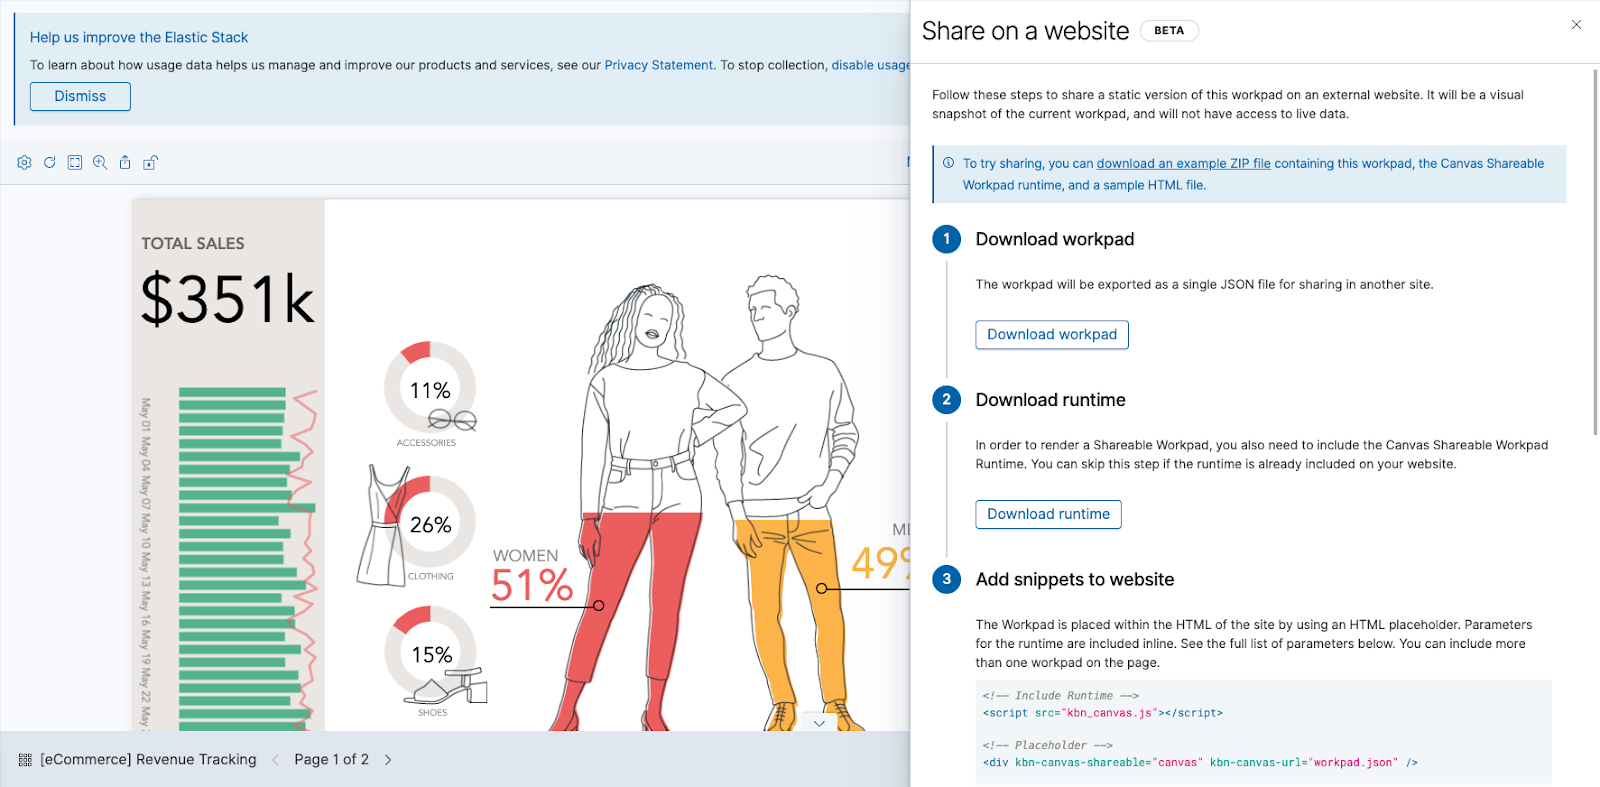 Help us improve the Elastic Stack
To learn about how usage data helps us manage and improve our products and services, see our Privacy Statement. To stop collection, disable usage
Dismiss
TOTAL SALES
$351k
May 01 May 04 May 07 May 10 May 13 May 16 May 19 May 22 May
11%
ACCESSORIES
26%
CLOTHING
15%
SHOES
WOMEN
51%
49%
[eCommerce] Revenue Tracking
Page 1 of 2
Share on a website
BETA
Follow these steps to share a static version of this workpad on an external website. It will be a visual
snapshot of the current workpad, and will not have access to live data.
To try sharing, you can download an example ZIP file containing this workpad, the Canvas Shareable
Workpad runtime, and a sample HTML file.
1 Download workpad
The workpad will be exported as a single JSON file for sharing in another site.
Download workpad
2 Download runtime
In order to render a Shareable Workpad, you also need to include the Canvas Shareable Workpad
Runtime. You can skip this step if the runtime is already included on your website.
Download runtime
3 Add snippets to website
The Workpad is placed within the HTML of the site by using an HTML placeholder. Parameters
for the runtime are included inline. See the full list of parameters below. You can include more
than one workpad on the page.
<!-- Include Runtime -->
<script src="kbn_canvas.js"></script>
<!-- Placeholder -->
<div kbn-canvas-shareable="canvas" kbn-canvas-url="workpad.json" />